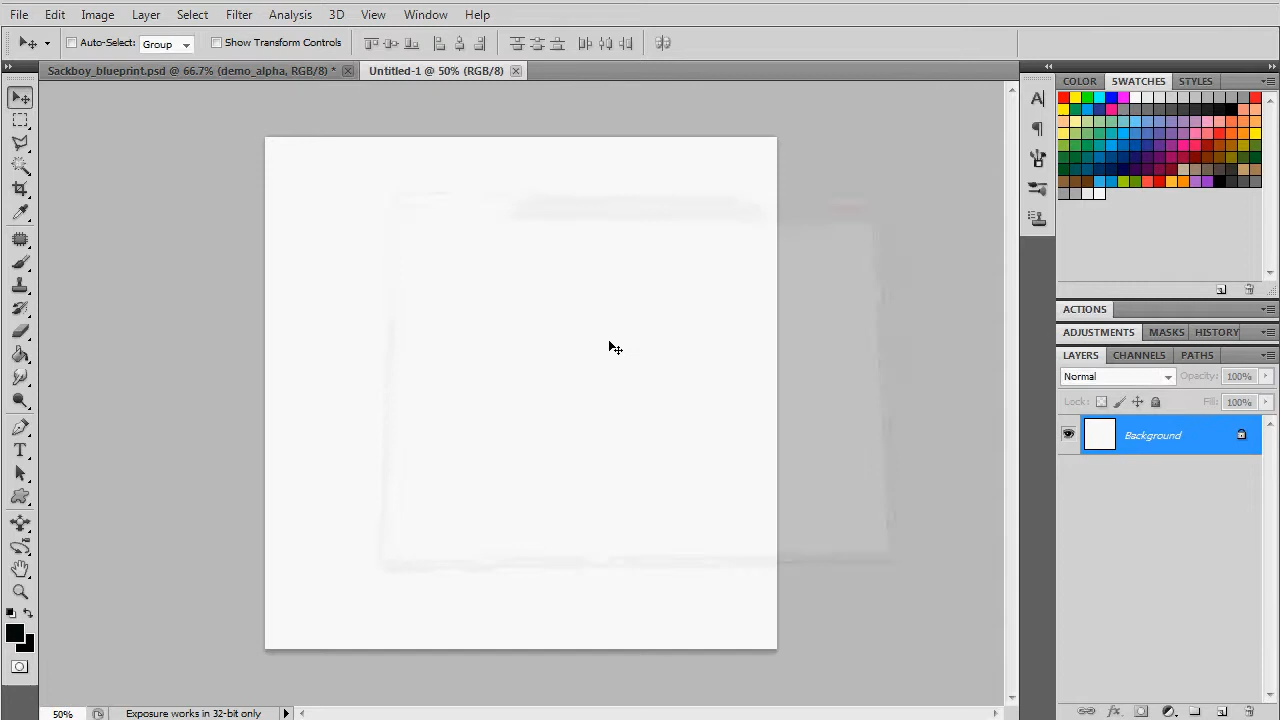 File Edit Image Layer Select Filter Analysis 3D View Window Help
Auto-Select: Group Show Transform Controls
Sackboy_blueprint.psd @ 66.7% (demo_alpha, RGB/8) * Untitled-1 @ 50% (RGB/8)
COLOR SWATCHES STYLES
ACTIONS
ADJUSTMENTS MASKS HISTORY
LAYERS CHANNELS PATHS
Normal Opacity: 100%
Lock: Fill: 100%
Background
50% Exposure works in 32-bit only